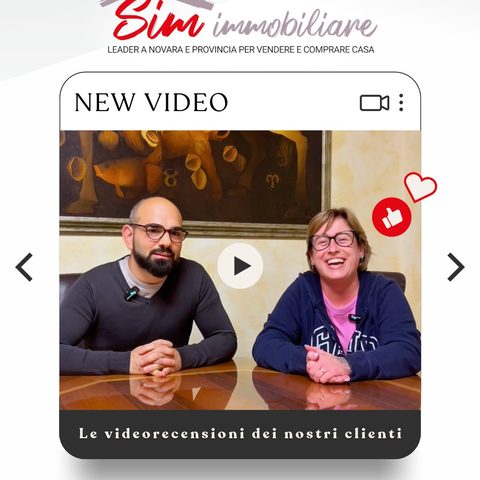 Sim immobiliare
LEADER A NOVARA E PROVINCIA PER VENDERE E COMPRARE CASA
NEW VIDEO
Le videorecensioni dei nostri clienti